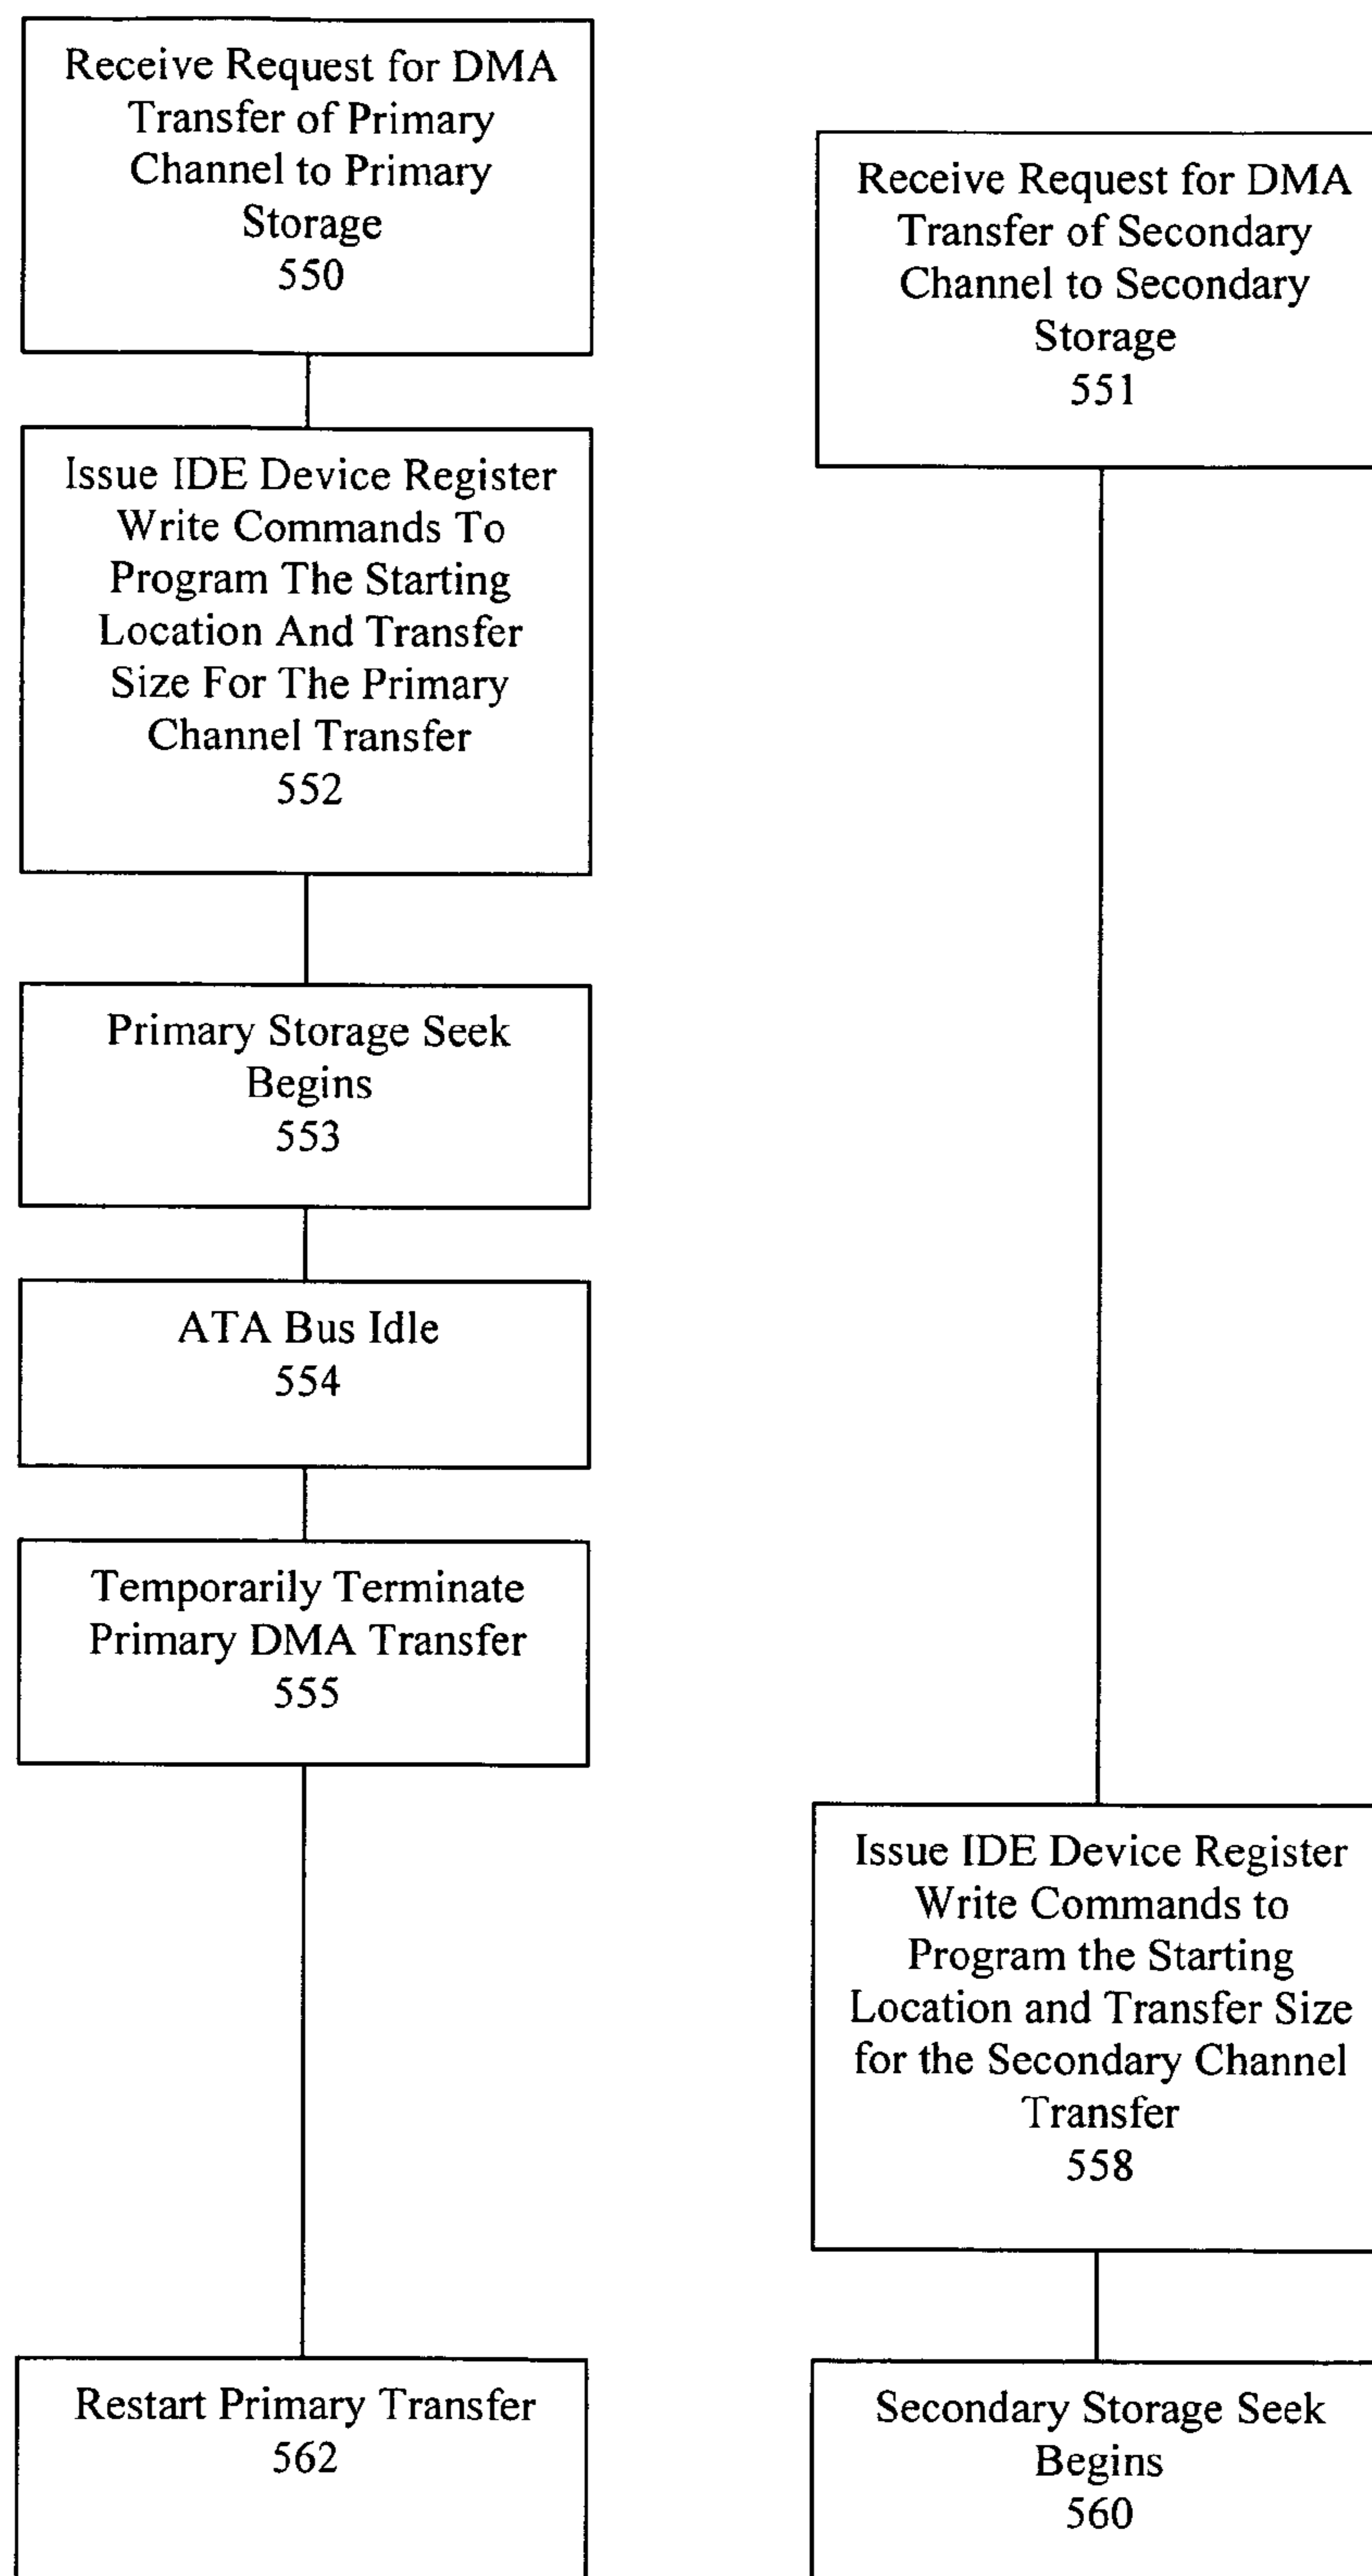 Receive Request for DMA
Transfer of Primary
Channel to Primary
Storage
550
Receive Request for DMA
Transfer of Secondary
Channel to Secondary
Storage
551
Issue IDE Device Register
Write Commands To
Program The Starting
Location And Transfer
Size For The Primary
Channel Transfer
552
Primary Storage Seek
Begins
553
ATA Bus Idle
554
Temporarily Terminate
Primary DMA Transfer
555
Issue IDE Device Register
Write Commands to
Program the Starting
Location and Transfer Size
for the Secondary Channel
Transfer
558
Restart Primary Transfer
562
Secondary Storage Seek
Begins
560